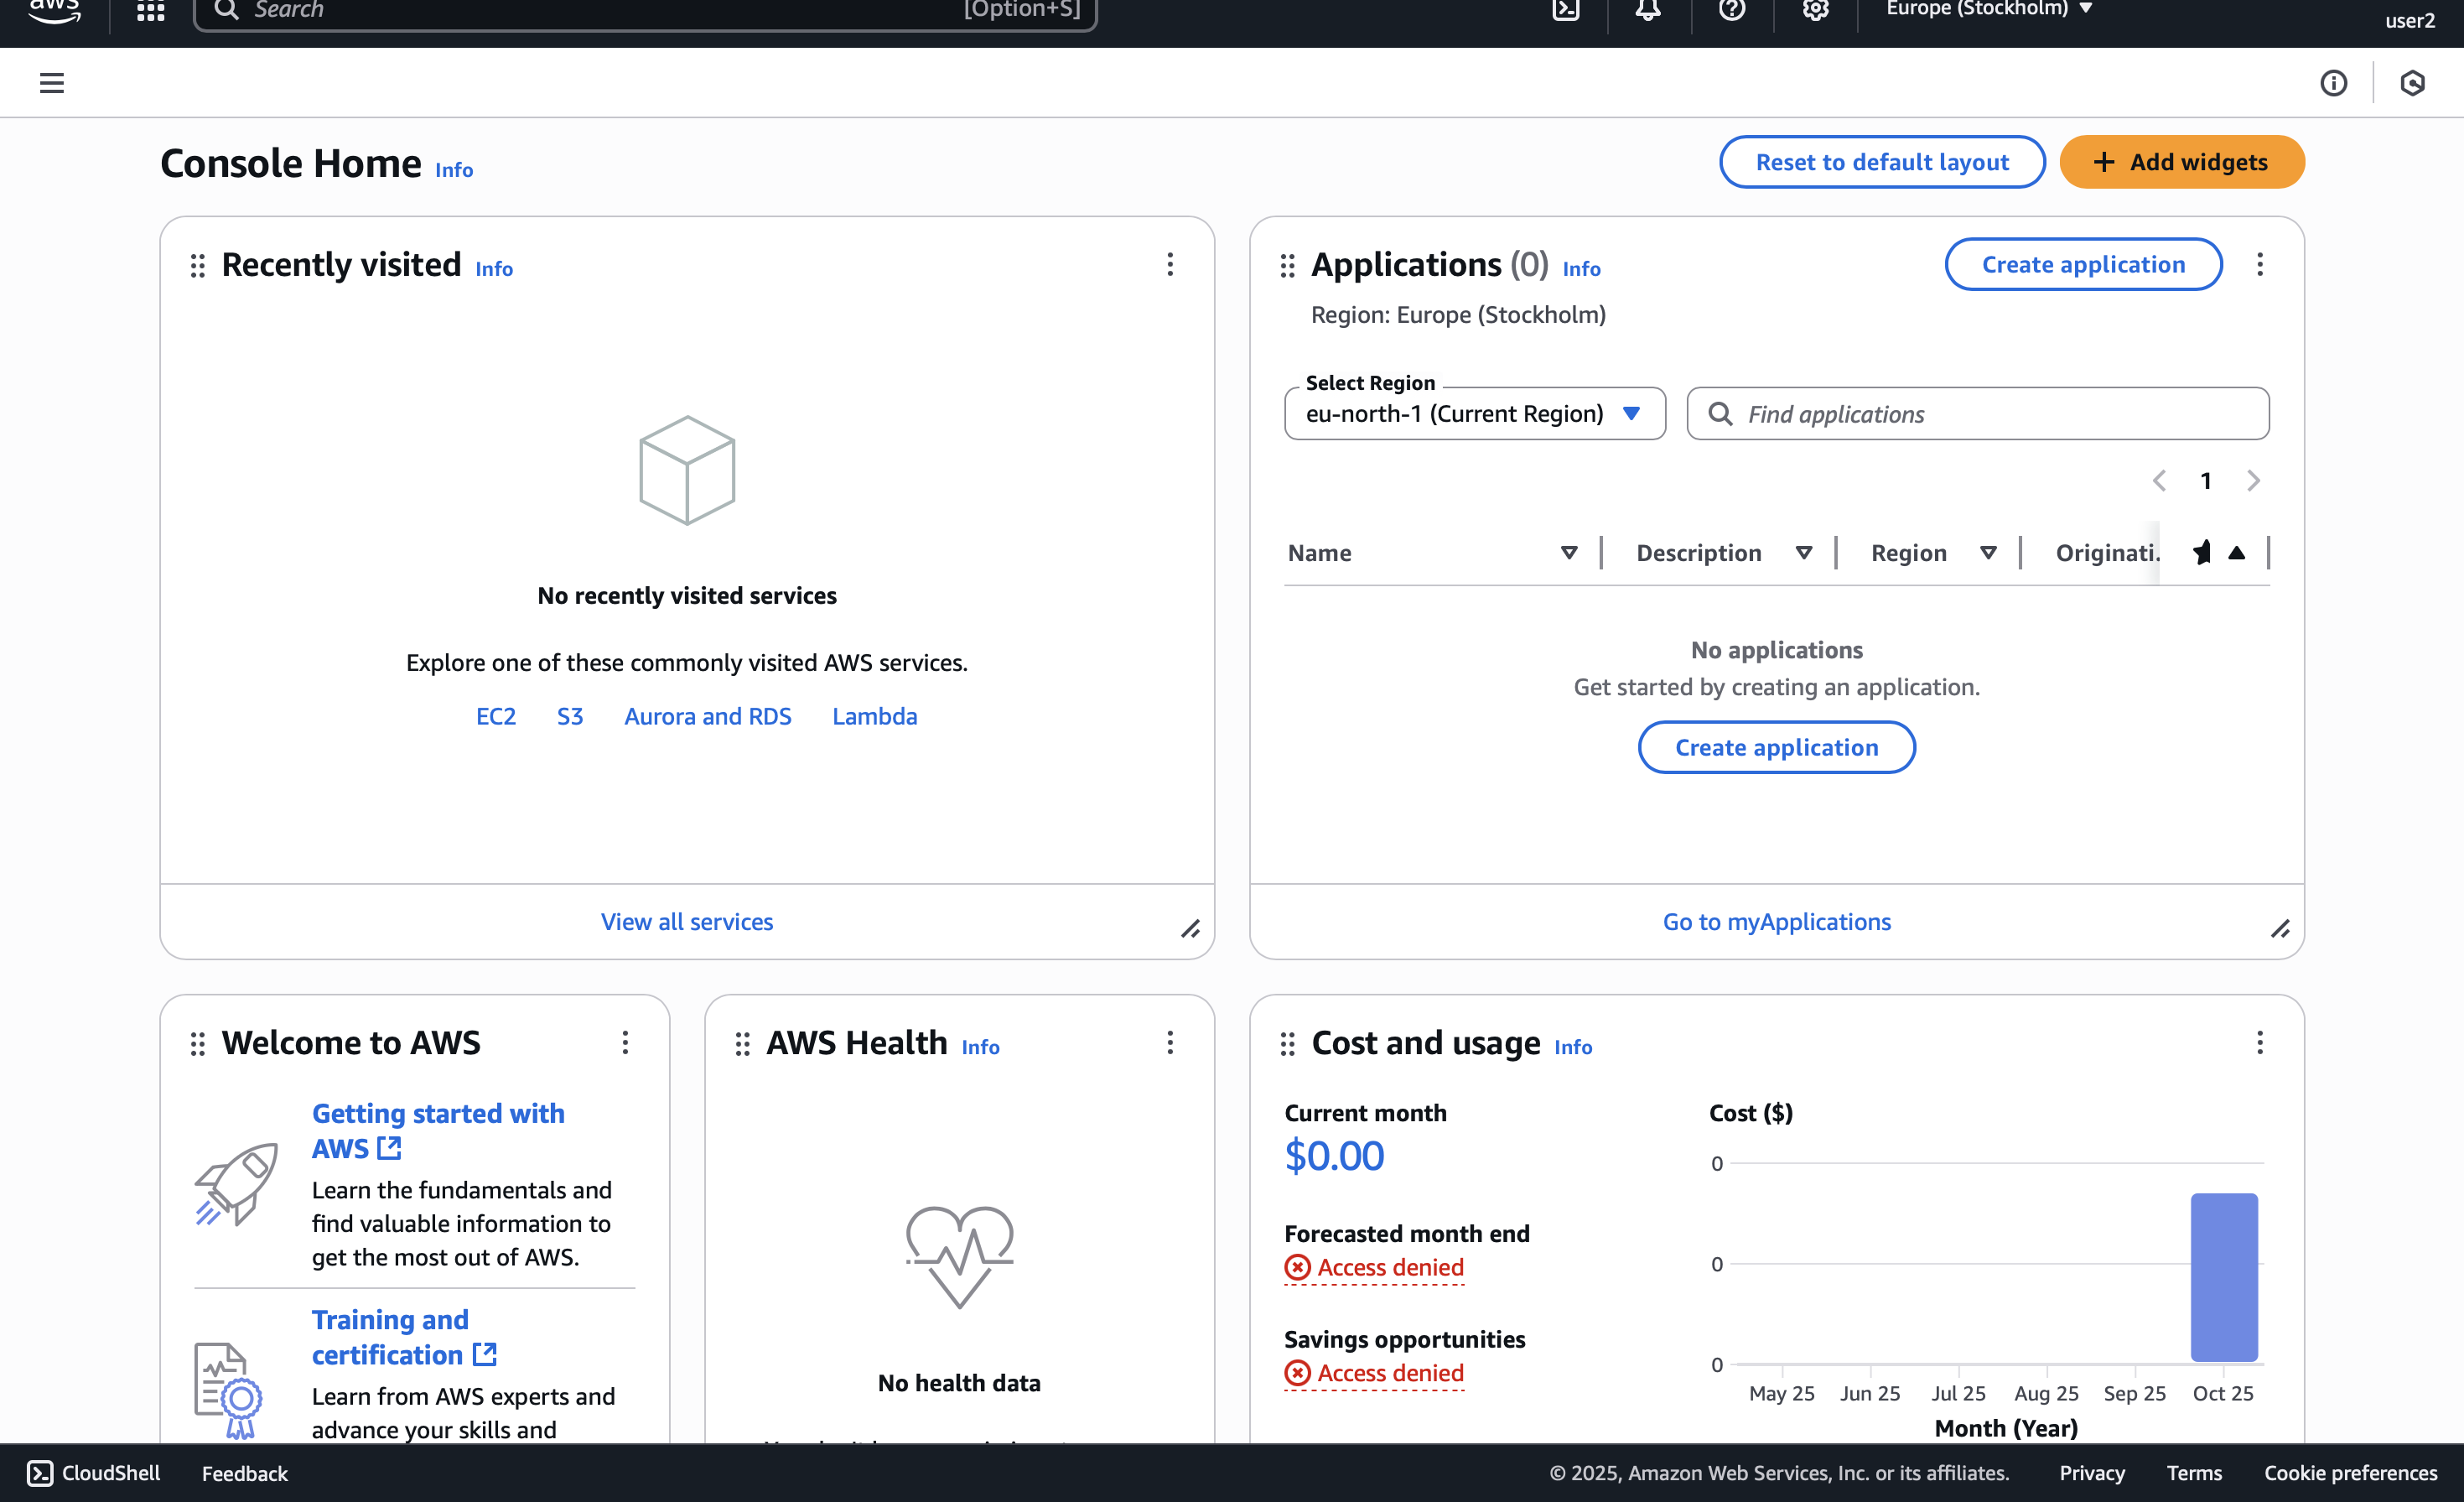 aws
Search [Option+S]
Europe (Stockholm)
user2
Console Home Info
Reset to default layout
Add widgets
Recently visited Info
No recently visited services
Explore one of these commonly visited AWS services.
EC2 S3 Aurora and RDS Lambda
View all services
Applications (0) Info
Create application
Region: Europe (Stockholm)
Select Region
eu-north-1 (Current Region)
Find applications
1
Name Description Region Originati.
No applications
Get started by creating an application.
Create application
Go to myApplications
Welcome to AWS
Getting started with
AWS
Learn the fundamentals and
find valuable information to
get the most out of AWS.
Training and
certification
Learn from AWS experts and
advance your skills and
AWS Health Info
No health data
Cost and usage Info
Current month
$0.00
Forecasted month end
Access denied
Savings opportunities
Access denied
Cost ($)
0
0
0
May 25 Jun 25 Jul 25 Aug 25 Sep 25 Oct 25
Month (Year)
CloudShell Feedback
© 2025, Amazon Web Services, Inc. or its affiliates. Privacy Terms Cookie preferences